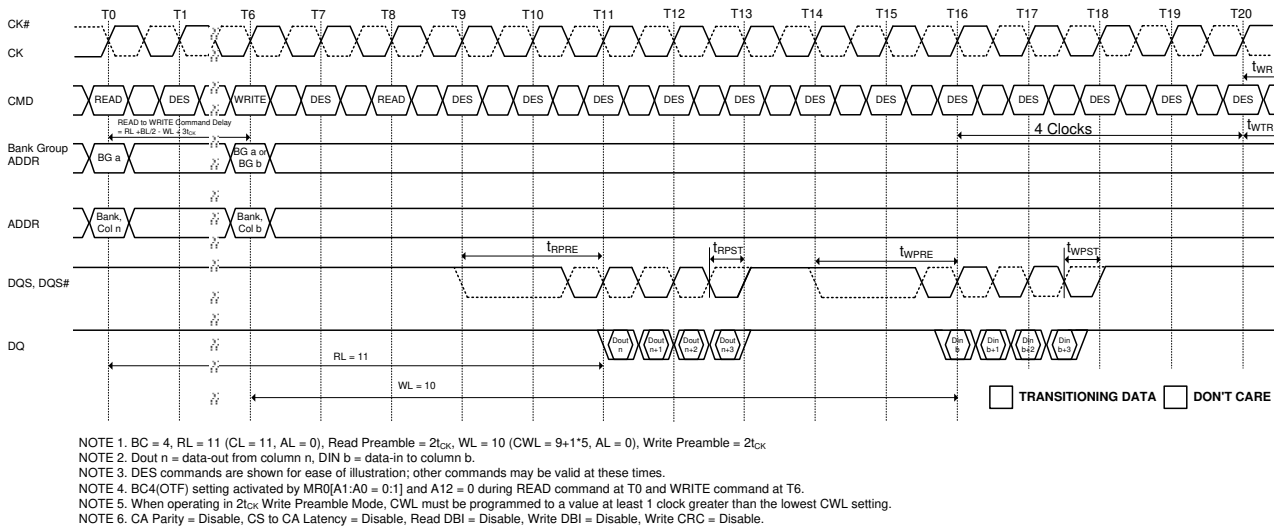 T0 T1 T6 T7 T8 T9 T10 T11 T12 T13 T14 T15 T16 T17 T18 T19 T20
CK#
CK
tWR
CMD READ DES WRITE DES READ DES DES DES DES DES DES DES DES DES DES DES DES
READ to WRITE Command Delay
= RL +BL/2 - WL + 3tCK
4 Clocks
tWTR
Bank Group
ADDR
BG a
BG a or
BG b
ADDR
Bank,
Col n
Bank,
Col b
tRPRE tRPST tWPRE tWPST
DQS, DQS#
DQ
Dout
n
Dout
n+1
Dout
n+2
Dout
n+3
Din
b
Din
b+1
Din
b+2
Din
b+3
RL = 11
WL = 10
TRANSITIONING DATA DON'T CARE
NOTE 1. BC = 4, RL = 11 (CL = 11, AL = 0), Read Preamble = 2tCK, WL = 10 (CWL = 9+1*5, AL = 0), Write Preamble = 2tCK
NOTE 2. Dout n = data-out from column n, DIN b = data-in to column b.
NOTE 3. DES commands are shown for ease of illustration; other commands may be valid at these times.
NOTE 4. BC4(OTF) setting activated by MR0[A1:A0 = 0:1] and A12 = 0 during READ command at T0 and WRITE command at T6.
NOTE 5. When operating in 2tCK Write Preamble Mode, CWL must be programmed to a value at least 1 clock greater than the lowest CWL setting.
NOTE 6. CA Parity = Disable, CS to CA Latency = Disable, Read DBI = Disable, Write DBI = Disable, Write CRC = Disable.